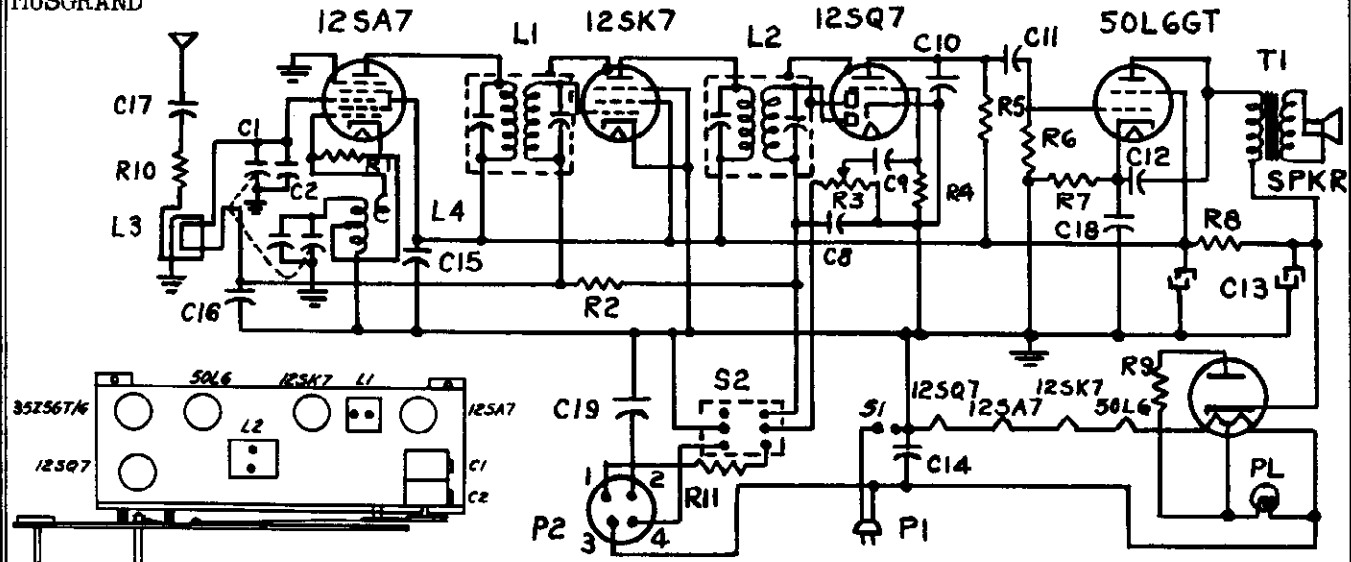 MUSGRAND
12SA7
L1
12SK7
L2
12SQ7
C10
C11
50L6GT
T1
C17
C1
R5
R6
C12
R10
R1
C2
C9
R4
R7
SPKR
R3
L3
L4
C8
C18
R8
C15
C16
R2
C13
50L6
12SK7
L1
S2
R9
35Z5GT/G
12SA7
C19
S1
12SQ7
12SA7
12SK7
50L6
L2
12SQ7
C1
C2
C14
PL
1
2
R11
P2
3
4
P1